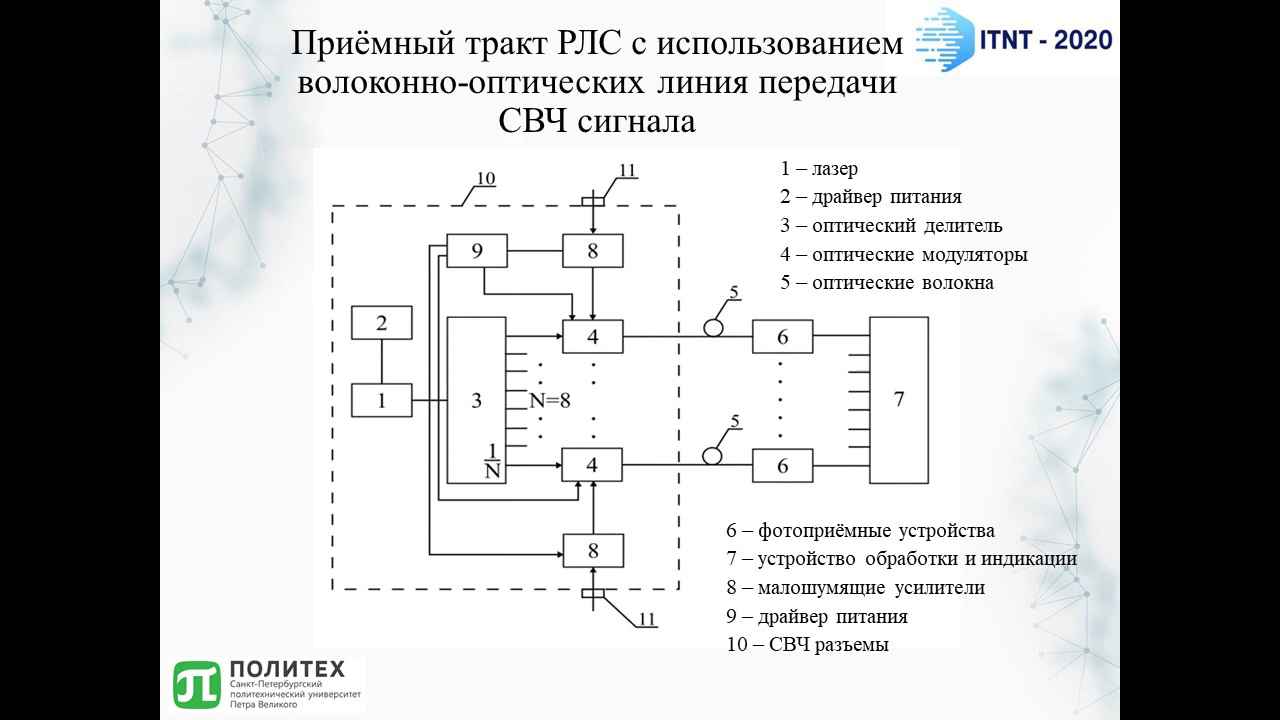 Приёмный тракт РЛС с использованием
волоконно-оптических линия передачи
СВЧ сигнала
ITNT - 2020
1 – лазер
2 – драйвер питания
3 – оптический делитель
4 – оптические модуляторы
5 – оптические волокна
10
11
9
8
5
2
4
6
1
3
N=8
7
5
1
N
4
6
8
11
6 – фотоприёмные устройства
7 – устройство обработки и индикации
8 – малошумящие усилители
9 – драйвер питания
10 – СВЧ разъемы
ПОЛИТЕХ
Санкт-Петербургский
политехнический университет
Петра Великого